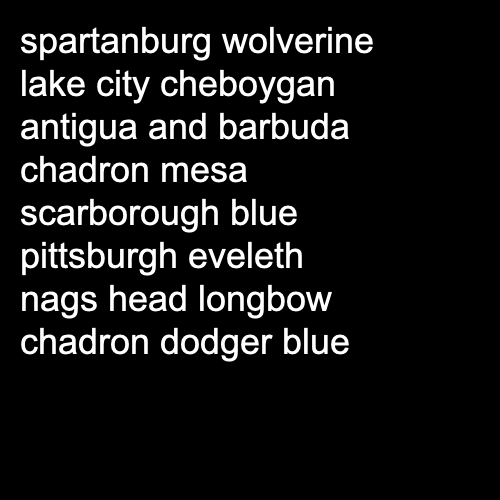 spartanburg wolverine
lake city cheboygan
antigua and barbuda
chadron mesa
scarborough blue
pittsburgh eveleth
nags head longbow
chadron dodger blue